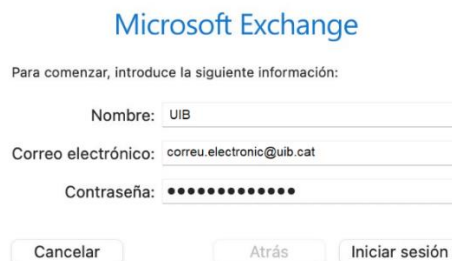 Microsoft Exchange
Para comenzar, introduce la siguiente información:
Nombre: UIB
Correo electrónico: correu.electronic@uib.cat
Contraseña: ●●●●●●●●●●●●●
Cancelar Atrás Iniciar sesión